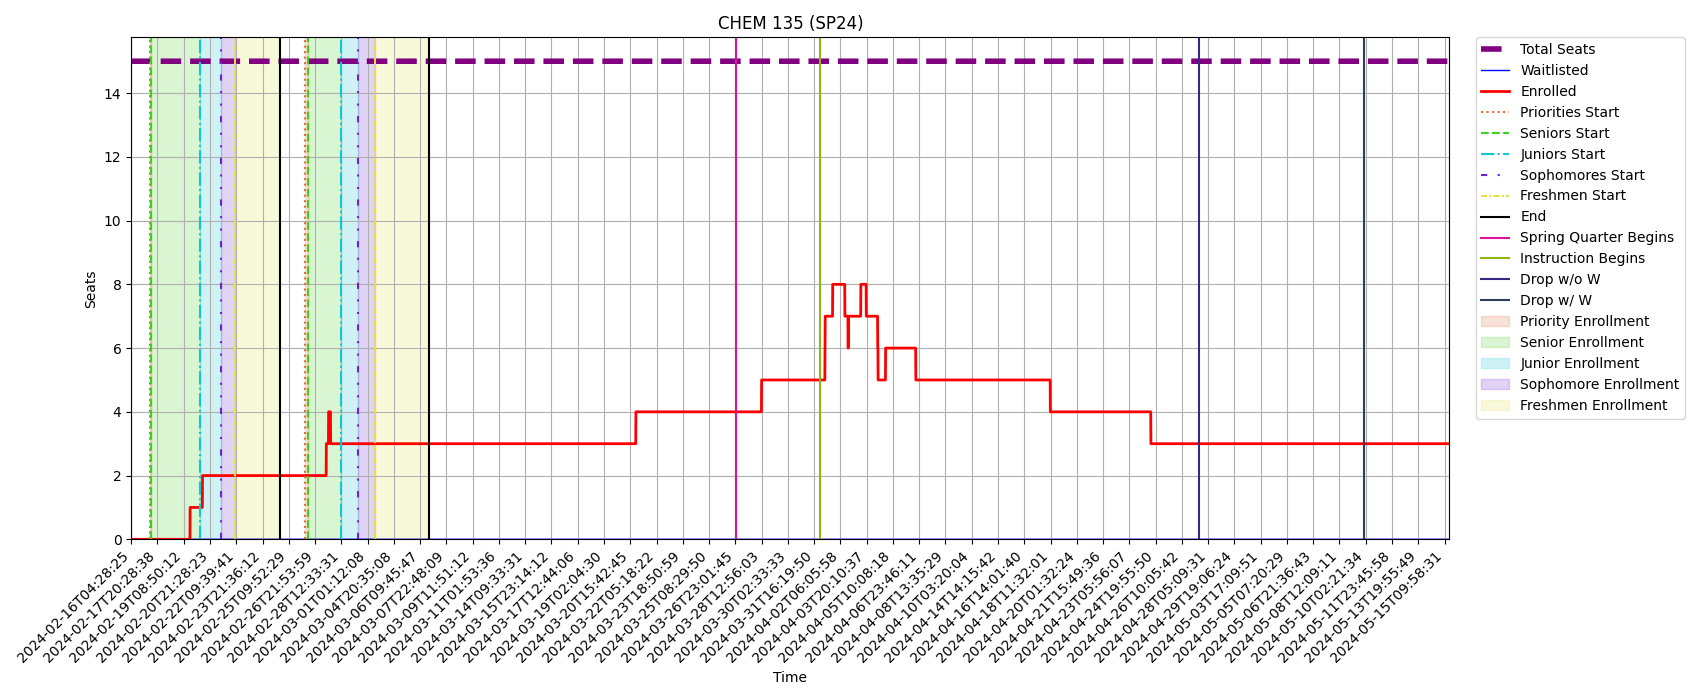 CHEM 135 (SP24)
Seats
14
12
10
8
6
4
2
0
2024-02-16T04:28:25
2024-02-17T20:28:38
2024-02-19T08:50:12
2024-02-20T21:28:23
2024-02-22T09:39:41
2024-02-23T21:36:12
2024-02-25T09:52:29
2024-02-26T21:53:59
2024-02-28T12:33:31
2024-03-01T01:12:08
2024-03-04T20:35:08
2024-03-06T09:45:47
2024-03-07T22:48:09
2024-03-09T11:51:12
2024-03-11T01:53:36
2024-03-14T09:33:31
2024-03-15T23:14:12
2024-03-17T12:44:06
2024-03-19T02:04:30
2024-03-20T15:42:45
2024-03-22T05:18:22
2024-03-23T18:50:59
2024-03-25T08:29:50
2024-03-26T23:01:45
2024-03-28T12:56:03
2024-03-30T02:33:33
2024-03-31T16:19:50
2024-04-02T06:05:58
2024-04-03T20:10:37
2024-04-05T10:08:18
2024-04-06T23:46:11
2024-04-08T13:35:29
2024-04-10T03:20:04
2024-04-14T14:15:42
2024-04-16T14:01:40
2024-04-18T11:32:01
2024-04-20T01:32:24
2024-04-21T15:49:36
2024-04-23T05:56:07
2024-04-24T19:55:50
2024-04-26T10:05:42
2024-04-28T05:09:31
2024-04-29T19:06:24
2024-05-03T17:09:51
2024-05-05T07:20:29
2024-05-06T21:36:43
2024-05-08T12:09:11
2024-05-10T02:21:34
2024-05-11T23:45:58
2024-05-13T19:55:49
2024-05-15T09:58:31
Time
Total Seats
Waitlisted
Enrolled
Priorities Start
Seniors Start
Juniors Start
Sophomores Start
Freshmen Start
End
Spring Quarter Begins
Instruction Begins
Drop w/o W
Drop w/ W
Priority Enrollment
Senior Enrollment
Junior Enrollment
Sophomore Enrollment
Freshmen Enrollment